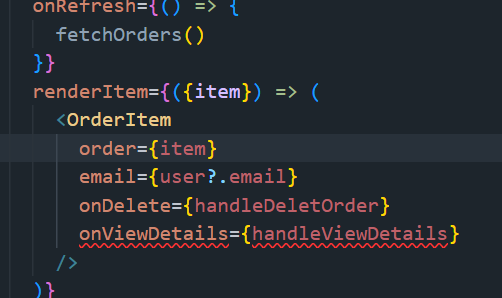 onRefresh={() => {
fetchOrders()
}}
renderItem={({item}) => (
<OrderItem
order={item}
email={user?.email}
onDelete={handleDeletOrder}
onViewDetails={handleViewDetails}
/>
)}